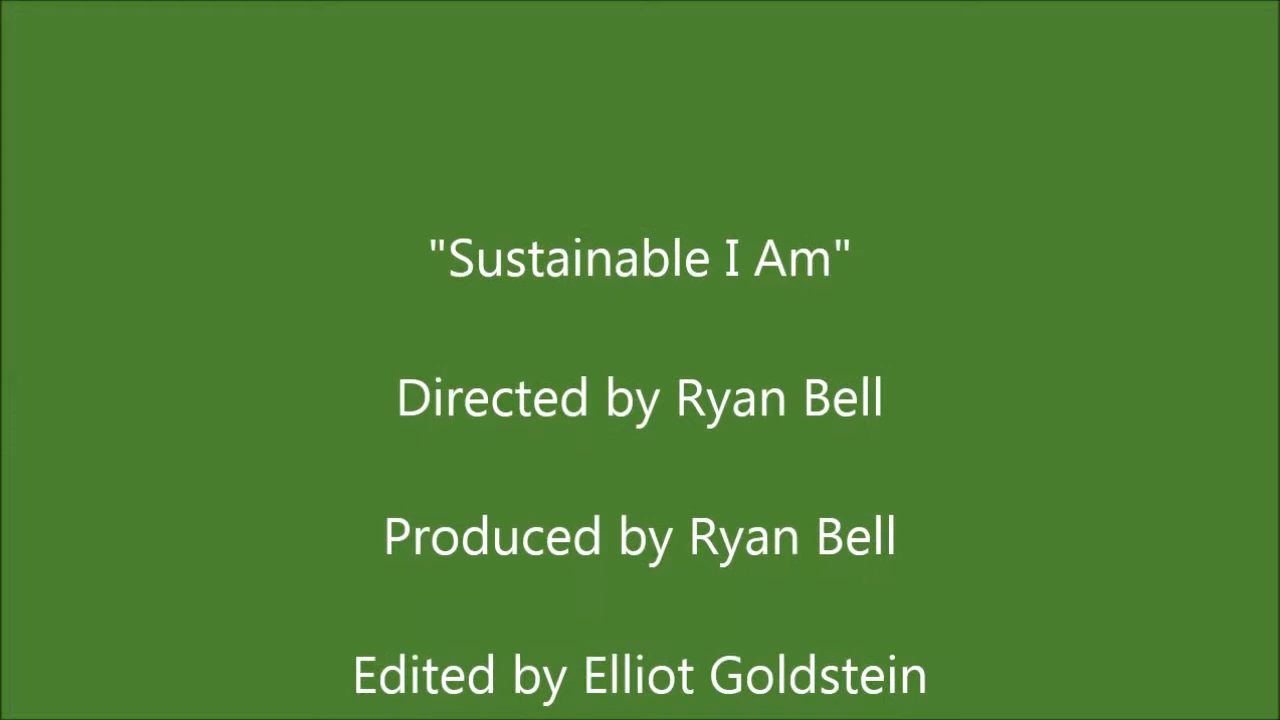 "Sustainable I Am"
Directed by Ryan Bell
Produced by Ryan Bell
Edited by Elliot Goldstein